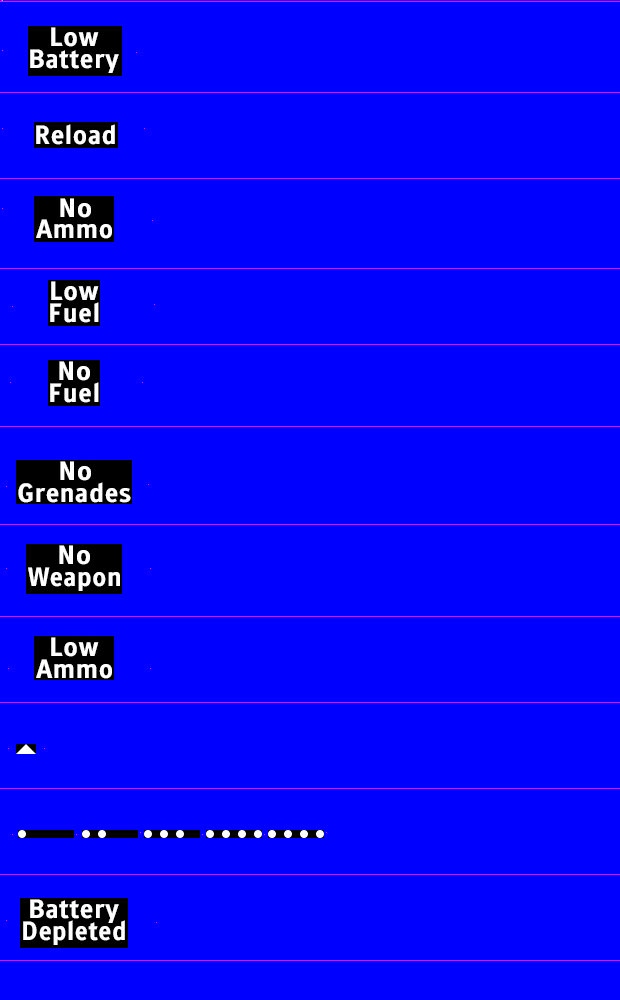 Low
Battery
Reload
No
Ammo
Low
Fuel
No
Fuel
No
Grenades
No
Weapon
Low
Ammo
Battery
Depleted